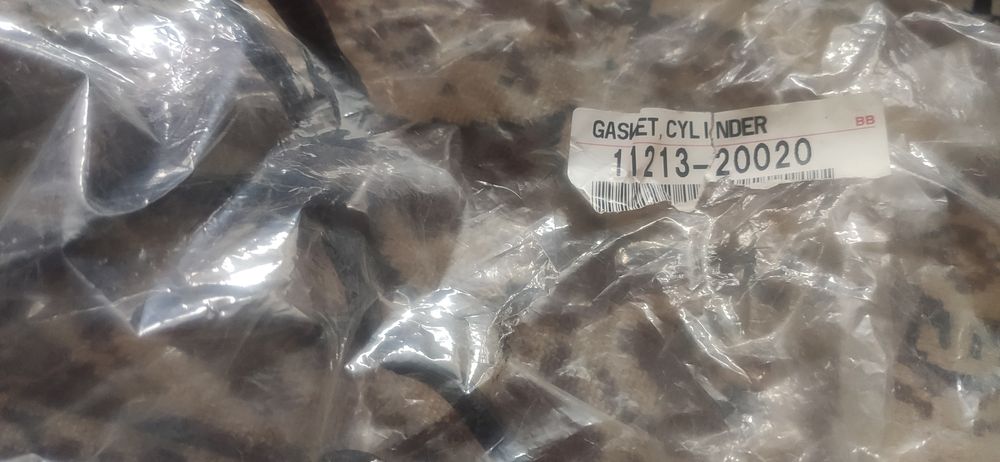 GASKET, CYLINDER BB
11213-20020